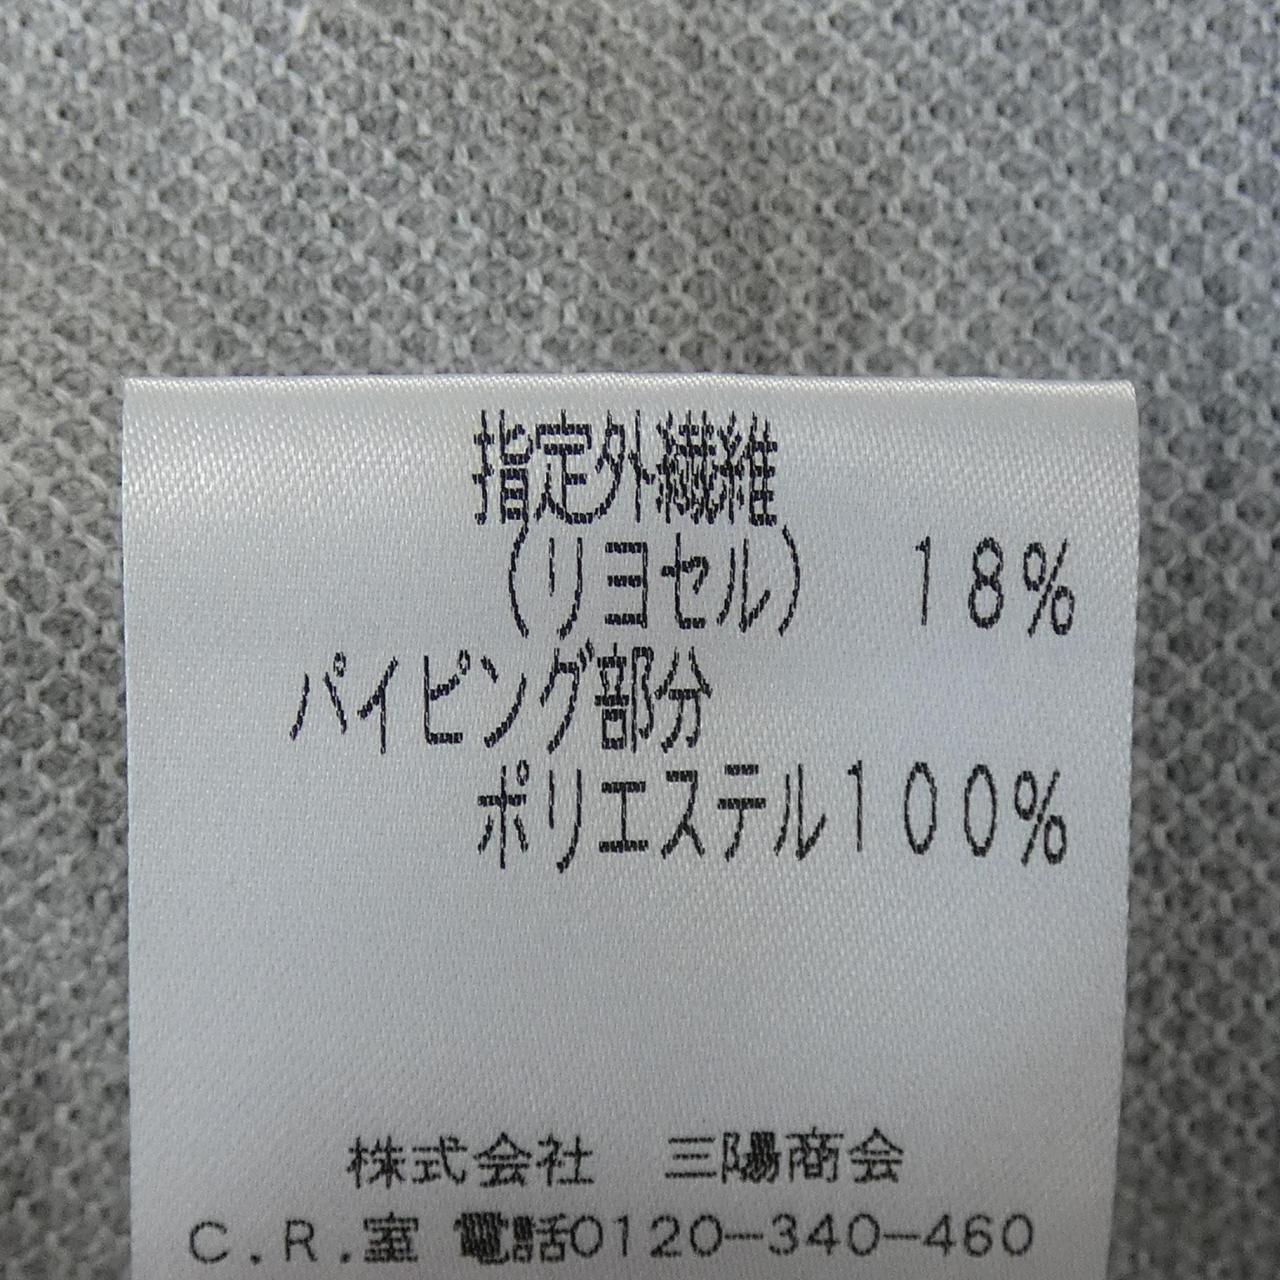 指定外繊維
(リヨセル) 18%
パイピング部分
ポリエステル100%
株式会社 三陽商会
C.R.室 電話0120-340-460